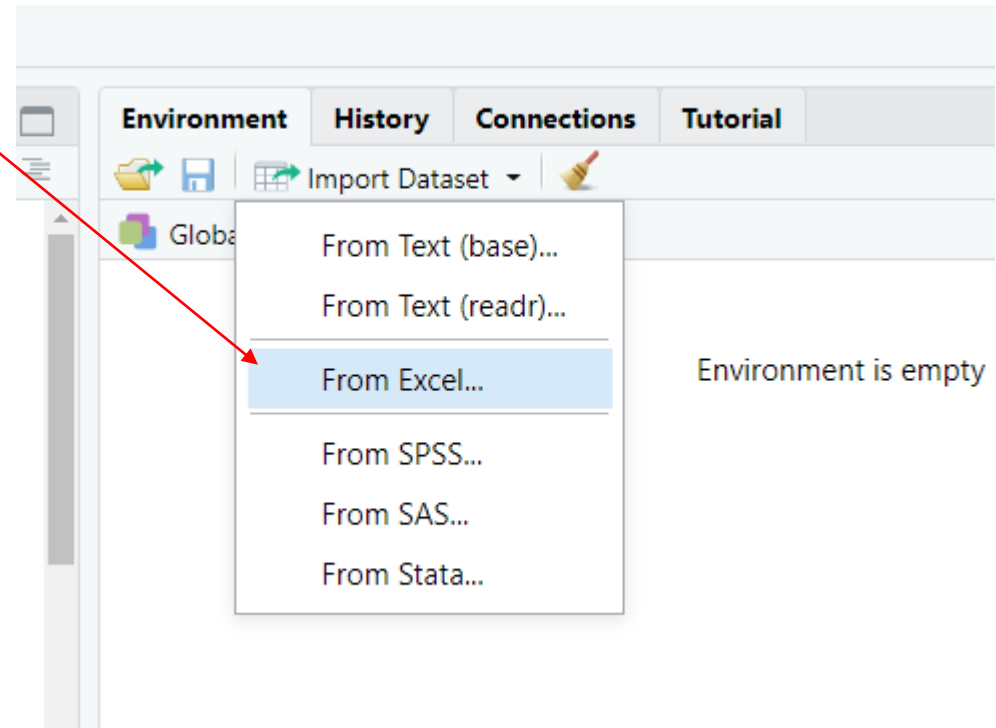 Environment History Connections Tutorial
Import Dataset
Globa
From Text (base)...
From Text (readr)...
From Excel...
Environment is empty
From SPSS...
From SAS...
From Stata...